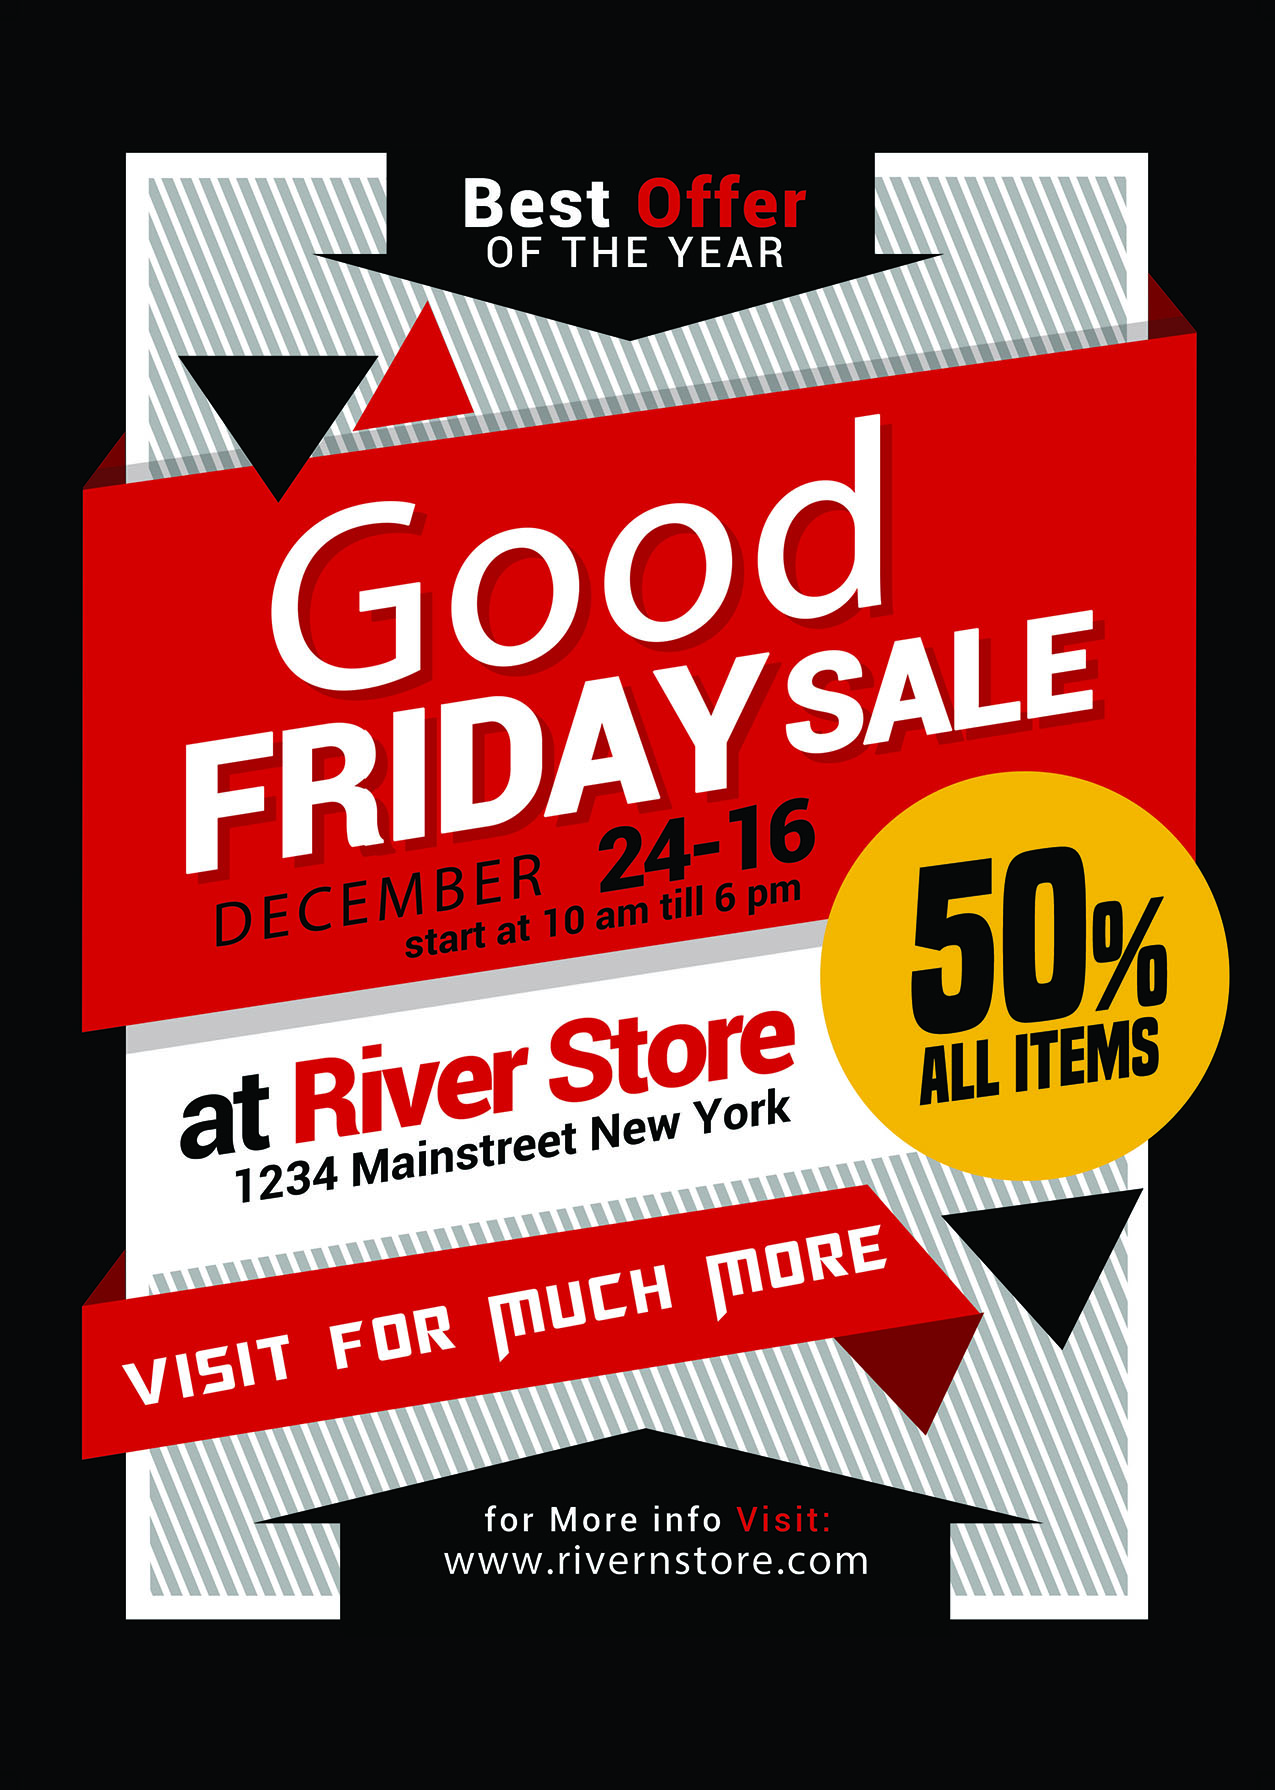 Best Offer
OF THE YEAR
Good
FRIDAY SALE
DECEMBER 24-16
start at 10 am till 6 pm
50%
ALL ITEMS
at River Store
1234 Mainstreet New York
VISIT FOR MUCH MORE
for More info Visit:
www.rivernstore.com